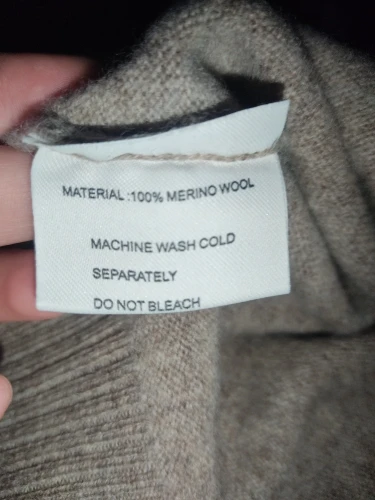 MATERIAL :100% MERINO WOOL
MACHINE WASH COLD
SEPARATELY
DO NOT BLEACH